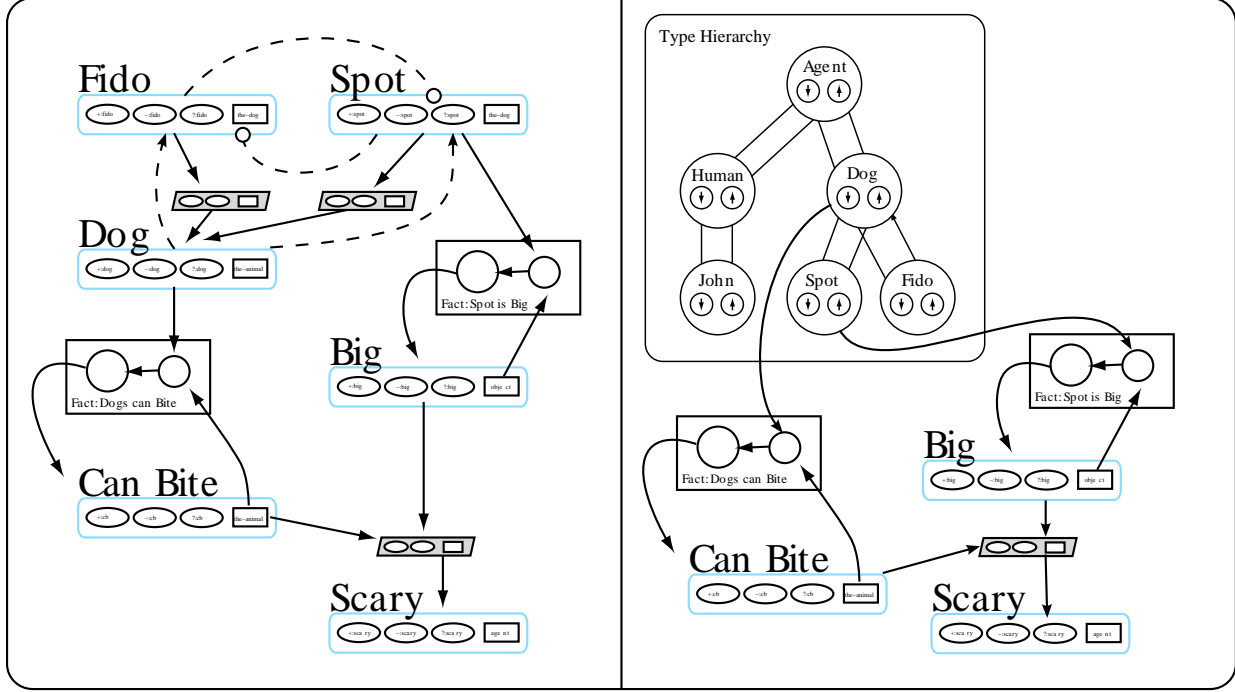 Fido
+:fido –:fido ?:fido the–dog
Spot
+:spot –:spot ?:spot the–dog
Dog
+:dog –:dog ?:dog the–animal
Fact: Spot is Big
Big
+:big –:big ?:big object
Fact: Dogs can Bite
Can Bite
+:cb –:cb ?:cb the–animal
Scary
+:scary –:scary ?:scary agent
Type Hierarchy
Agent
Human
Dog
John
Spot
Fido
Fact: Spot is Big
Big
+:big –:big ?:big object
Fact: Dogs can Bite
Can Bite
+:cb –:cb ?:cb the–animal
Scary
+:scary –:scary ?:scary agent